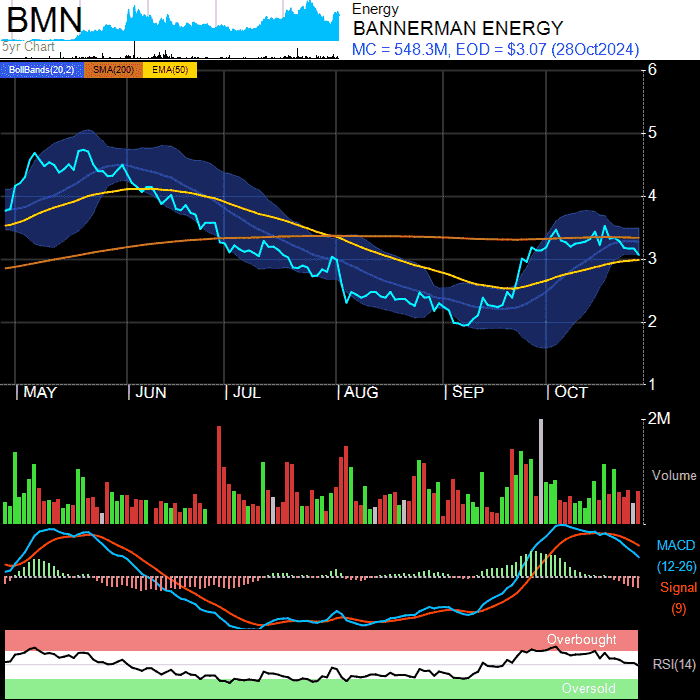 BMN
5yr Chart
Energy
BANNERMAN ENERGY
MC = 548.3M, EOD = $3.07 (28Oct2024)
BollBands(20,2) SMA(200) EMA(50)
6
5
4
3
2
1
MAY JUN JUL AUG SEP OCT
2M
Volume
MACD
(12-26)
Signal
(9)
Overbought
RSI(14)
Oversold